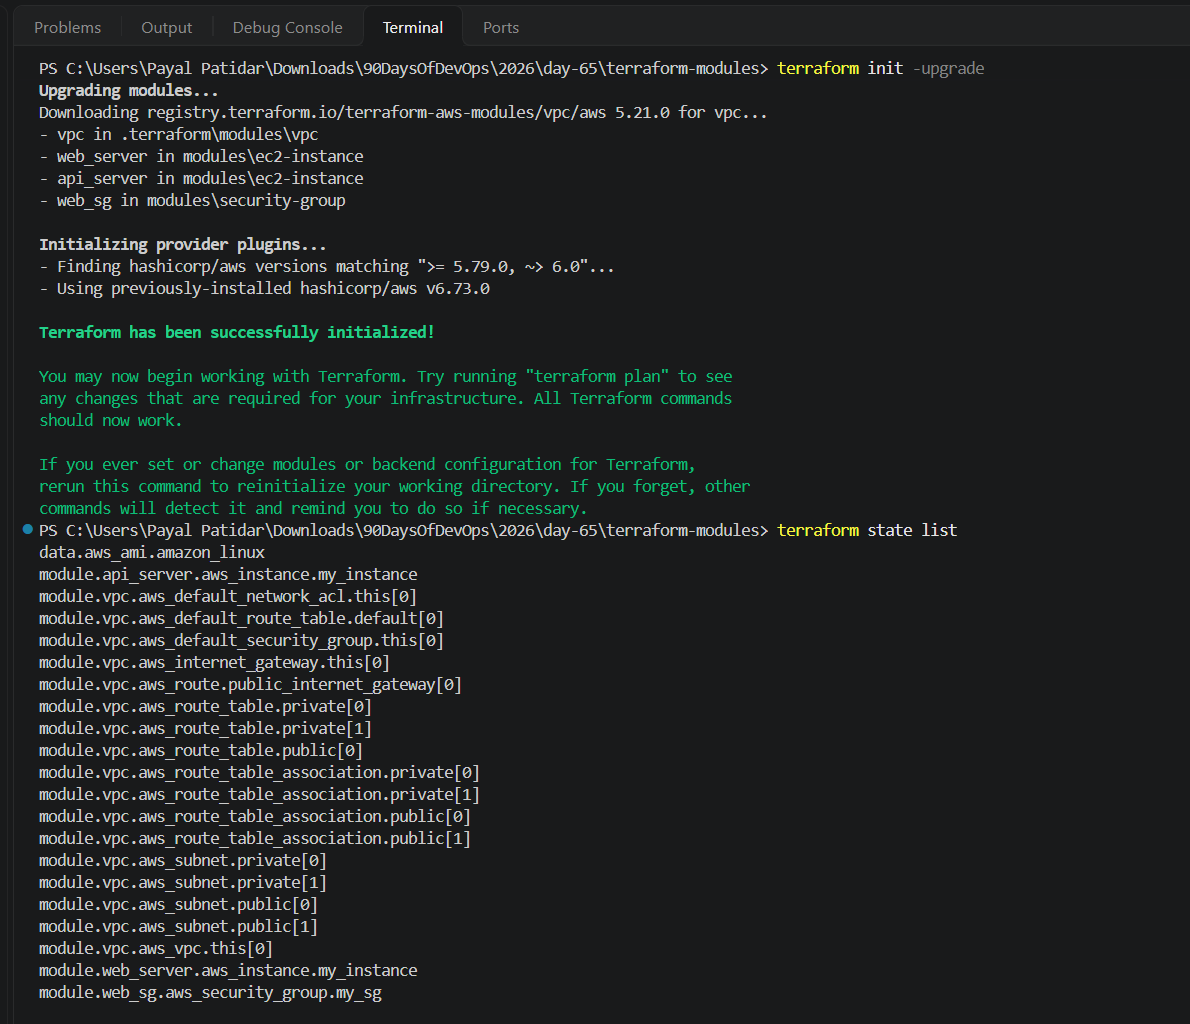 Problems Output Debug Console Terminal Ports
PS C:\Users\Payal Patidar\Downloads\90DaysOfDevOps\2026\day-65\terraform-modules> terraform init -upgrade
Upgrading modules...
Downloading registry.terraform.io/terraform-aws-modules/vpc/aws 5.21.0 for vpc...
- vpc in .terraform\modules\vpc
- web_server in modules\ec2-instance
- api_server in modules\ec2-instance
- web_sg in modules\security-group
Initializing provider plugins...
- Finding hashicorp/aws versions matching ">= 5.79.0, ~> 6.0"...
- Using previously-installed hashicorp/aws v6.73.0
Terraform has been successfully initialized!
You may now begin working with Terraform. Try running "terraform plan" to see
any changes that are required for your infrastructure. All Terraform commands
should now work.
If you ever set or change modules or backend configuration for Terraform,
rerun this command to reinitialize your working directory. If you forget, other
commands will detect it and remind you to do so if necessary.
PS C:\Users\Payal Patidar\Downloads\90DaysOfDevOps\2026\day-65\terraform-modules> terraform state list
data.aws_ami.amazon_linux
module.api_server.aws_instance.my_instance
module.vpc.aws_default_network_acl.this[0]
module.vpc.aws_default_route_table.default[0]
module.vpc.aws_default_security_group.this[0]
module.vpc.aws_internet_gateway.this[0]
module.vpc.aws_route.public_internet_gateway[0]
module.vpc.aws_route_table.private[0]
module.vpc.aws_route_table.private[1]
module.vpc.aws_route_table.public[0]
module.vpc.aws_route_table_association.private[0]
module.vpc.aws_route_table_association.private[1]
module.vpc.aws_route_table_association.public[0]
module.vpc.aws_route_table_association.public[1]
module.vpc.aws_subnet.private[0]
module.vpc.aws_subnet.private[1]
module.vpc.aws_subnet.public[0]
module.vpc.aws_subnet.public[1]
module.vpc.aws_vpc.this[0]
module.web_server.aws_instance.my_instance
module.web_sg.aws_security_group.my_sg